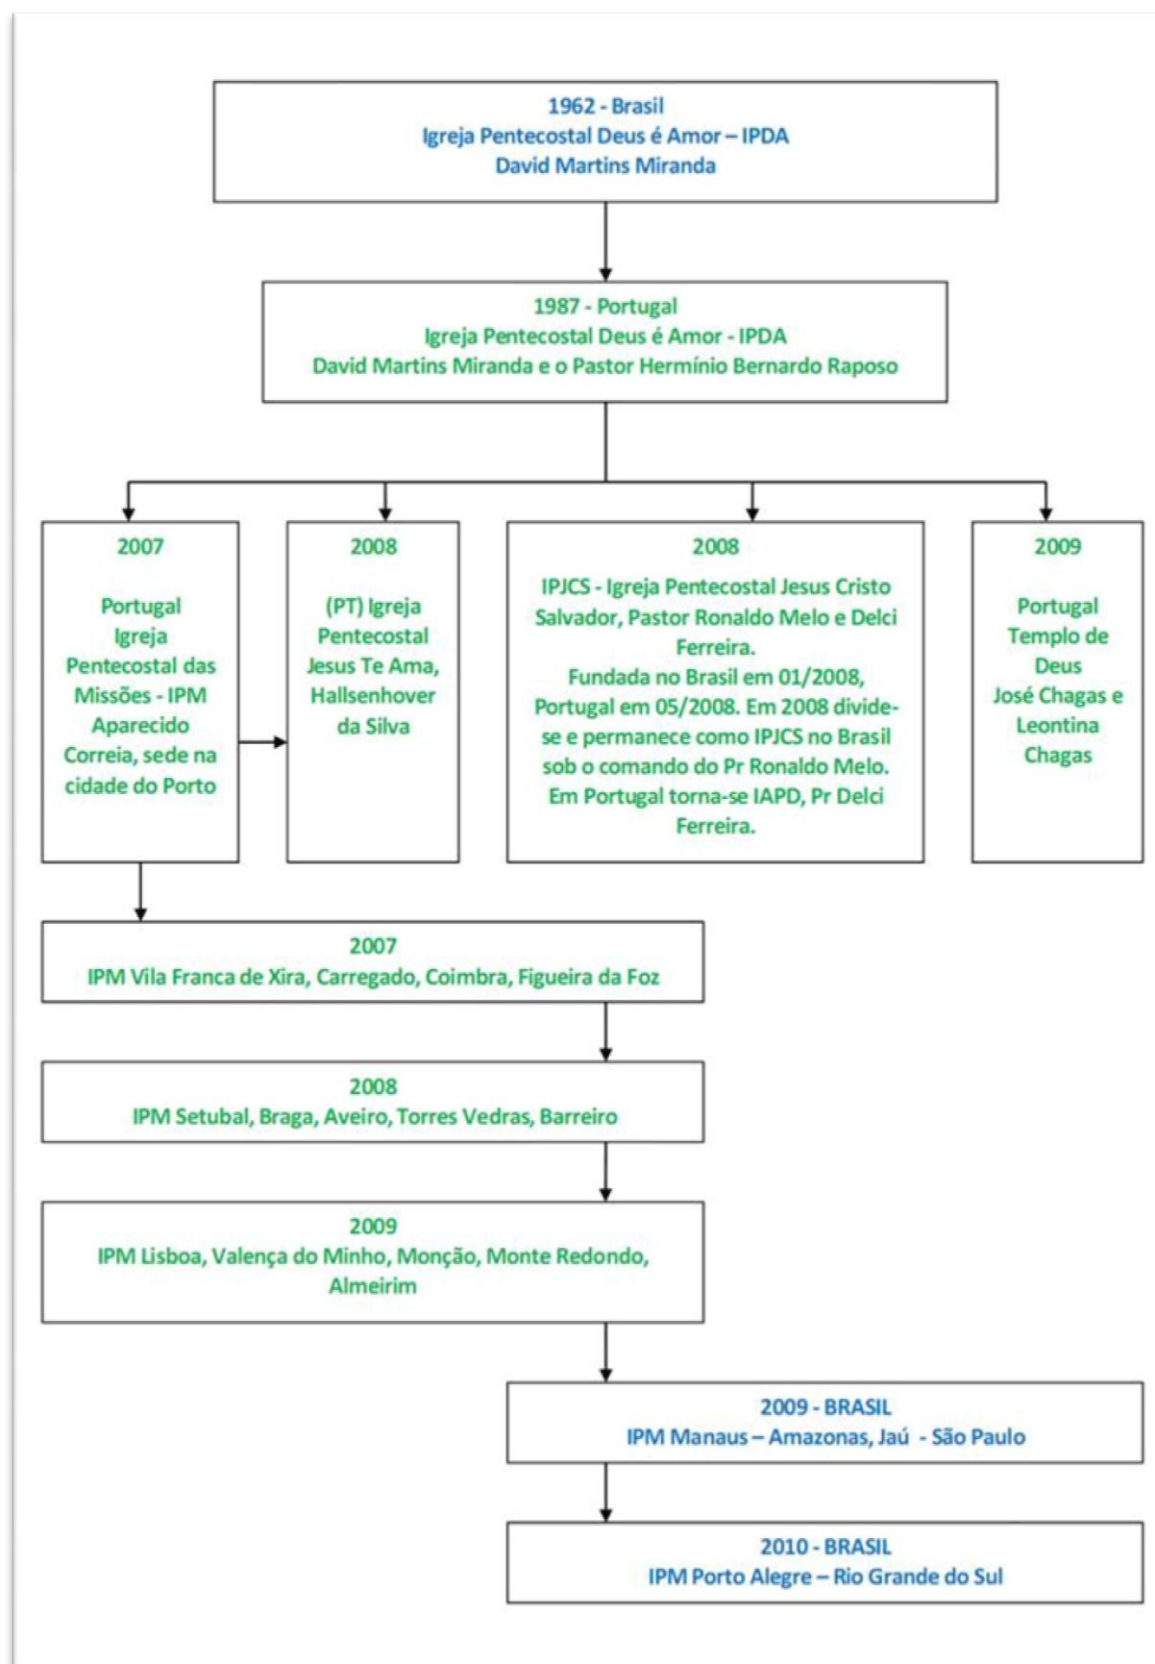 1962 - Brasil
Igreja Pentecostal Deus é Amor – IPDA
David Martins Miranda
1987 - Portugal
Igreja Pentecostal Deus é Amor - IPDA
David Martins Miranda e o Pastor Hermínio Bernardo Raposo
2007
Portugal
Igreja
Pentecostal das
Missões - IPM
Aparecido
Correia, sede na
cidade do Porto
2008
(PT) Igreja
Pentecostal
Jesus Te Ama,
Hallsenhover
da Silva
2008
IPJCS - Igreja Pentecostal Jesus Cristo
Salvador, Pastor Ronaldo Melo e Delci
Ferreira.
Fundada no Brasil em 01/2008,
Portugal em 05/2008. Em 2008 divide-
se e permanece como IPJCS no Brasil
sob o comando do Pr Ronaldo Melo.
Em Portugal torna-se IAPD, Pr Delci
Ferreira.
2009
Portugal
Templo de
Deus
José Chagas e
Leontina
Chagas
2007
IPM Vila Franca de Xira, Carregado, Coimbra, Figueira da Foz
2008
IPM Setubal, Braga, Aveiro, Torres Vedras, Barreiro
2009
IPM Lisboa, Valença do Minho, Monção, Monte Redondo,
Almeirim
2009 - BRASIL
IPM Manaus – Amazonas, Jaú - São Paulo
2010 - BRASIL
IPM Porto Alegre – Rio Grande do Sul